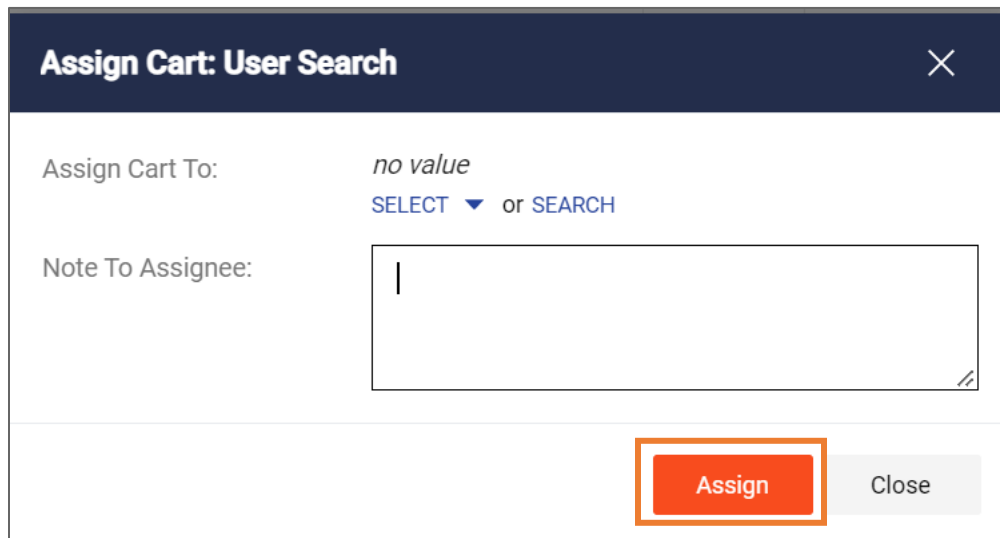 Assign Cart: User Search
Assign Cart To:
no value
SELECT or SEARCH
Note To Assignee:
Assign
Close